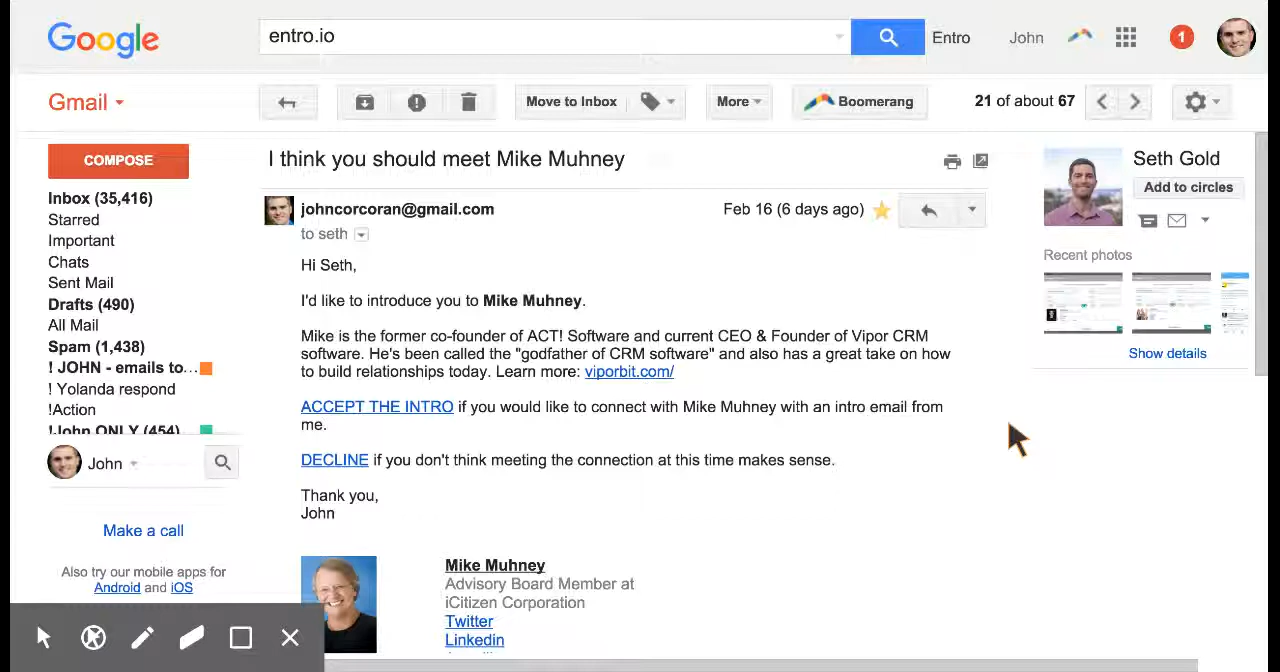 Google
entro.io
Entro
John
1
Gmail
Move to Inbox
More
Boomerang
21 of about 67
COMPOSE
Inbox (35,416)
Starred
Important
Chats
Sent Mail
Drafts (490)
All Mail
Spam (1,438)
! JOHN - emails to...
! Yolanda respond
!Action
!John ONLY (454)
John
Make a call
Also try our mobile apps for
Android and iOS
I think you should meet Mike Muhney
johncorcoran@gmail.com
Feb 16 (6 days ago)
to seth
Hi Seth,
I'd like to introduce you to Mike Muhney.
Mike is the former co-founder of ACT! Software and current CEO & Founder of Vipor CRM
software. He's been called the "godfather of CRM software" and also has a great take on how
to build relationships today. Learn more: viporbit.com/
ACCEPT THE INTRO if you would like to connect with Mike Muhney with an intro email from
me.
DECLINE if you don't think meeting the connection at this time makes sense.
Thank you,
John
Mike Muhney
Advisory Board Member at
iCitizen Corporation
Twitter
Linkedin
Seth Gold
Add to circles
Recent photos
Show details